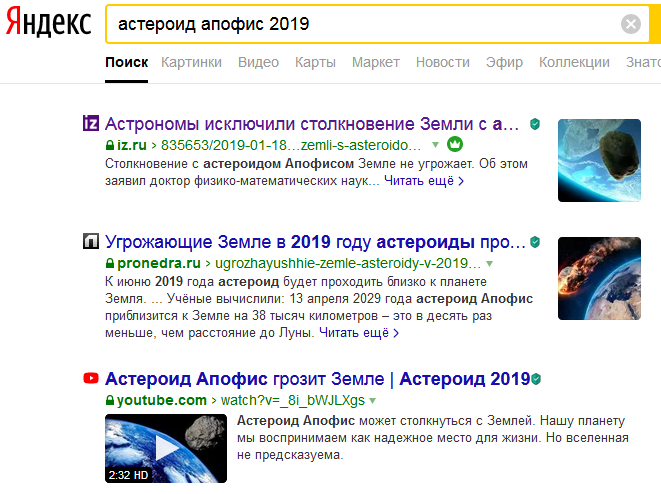 Яндекс
астероид апофис 2019
Поиск Картинки Видео Карты Маркет Новости Эфир Коллекции Знато
iz Астрономы исключили столкновение Земли с а...
iz.ru › 835653/2019-01-18...zemli-s-asteroido...
Столкновение с астероидом Апофисом Земле не угрожает. Об этом
заявил доктор физико-математических наук... Читать ещё ›
Угрожающие Земле в 2019 году астероиды про...
pronedra.ru › ugrozhayushhie-zemle-asteroidy-v-2019...
К июню 2019 года астероид будет проходить близко к планете
Земля. ... Учёные вычислили: 13 апреля 2029 года астероид Апофис
приблизится к Земле на 38 тысяч километров – это в десять раз
меньше, чем расстояние до Луны. Читать ещё ›
Астероид Апофис грозит Земле | Астероид 2019
youtube.com › watch?v=_8i_bWJLXgs
Астероид Апофис может столкнуться с Землей. Нашу планету
мы воспринимаем как надежное место для жизни. Но вселенная
не предсказуема.
2:32 HD